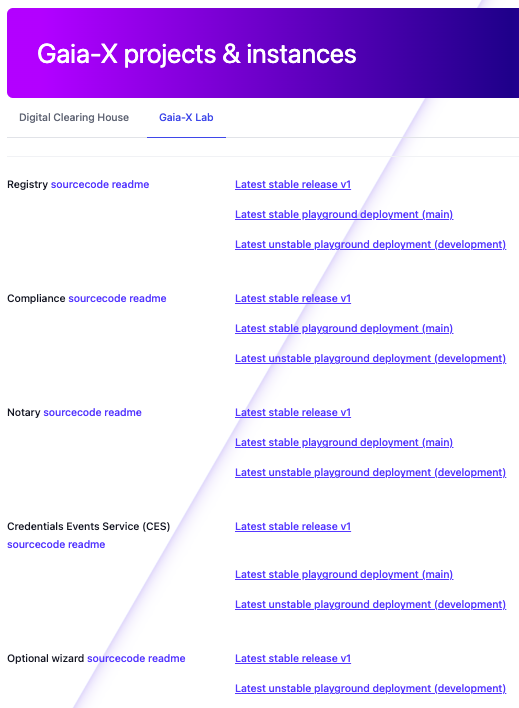 Gaia-X projects & instances
Digital Clearing House Gaia-X Lab
Registry sourcecode readme Latest stable release v1
Latest stable playground deployment (main)
Latest unstable playground deployment (development)
Compliance sourcecode readme Latest stable release v1
Latest stable playground deployment (main)
Latest unstable playground deployment (development)
Notary sourcecode readme Latest stable release v1
Latest stable playground deployment (main)
Latest unstable playground deployment (development)
Credentials Events Service (CES) Latest stable release v1
sourcecode readme
Latest stable playground deployment (main)
Latest unstable playground deployment (development)
Optional wizard sourcecode readme Latest stable release v1
Latest unstable playground deployment (development)